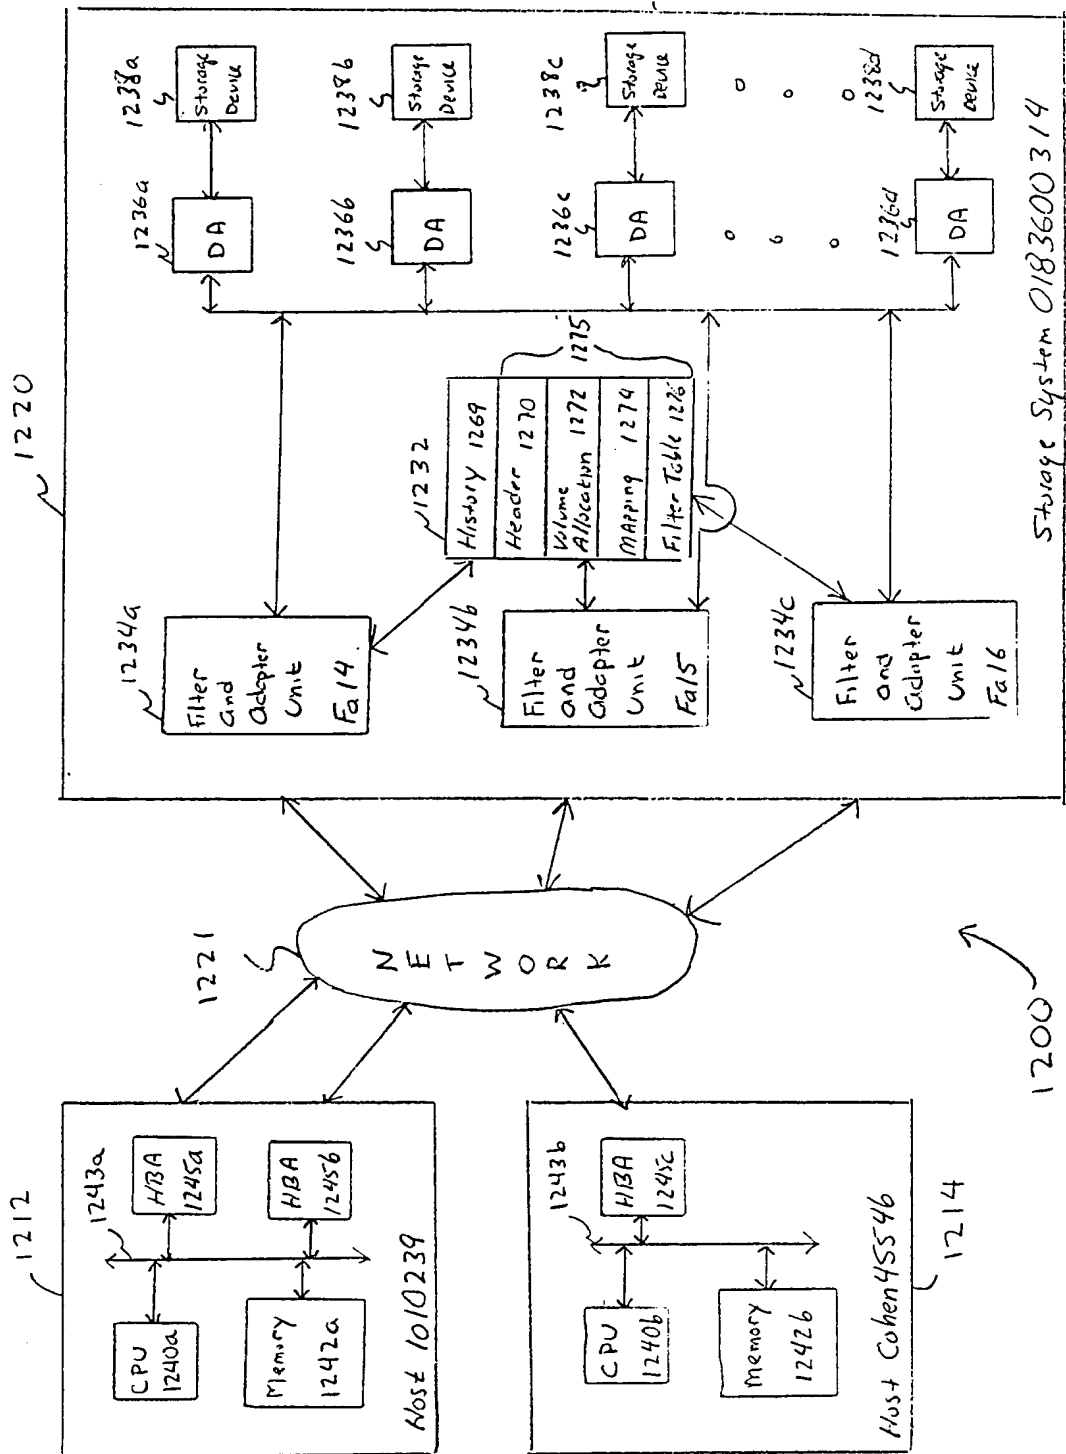 1212
1243a
CPU
1240a
HBA
1245a
HBA
1245b
Memory
1242a
Host 1010239
1243b
CPU
1240b
HBA
1245c
Memory
1242b
Host Cohen45546
1214
1221
NETWORK
1200
1220
1234a
Filter
and
adapter
unit
Fa14
1234b
Filter
and
adapter
Unit
Fa15
1234c
Filter
and
adapter
Unit
Fa16
1232
History 1269
Header 1270
Volume
Allocation 1272
MAPPing 1274
Filter Table 1276
1275
1236a
DA
1238a
Storage
Device
1236b
DA
1238b
Storage
Device
1236c
DA
1238c
Storage
Device
1236d
DA
1238d
Storage
Device
Storage System 0183600314